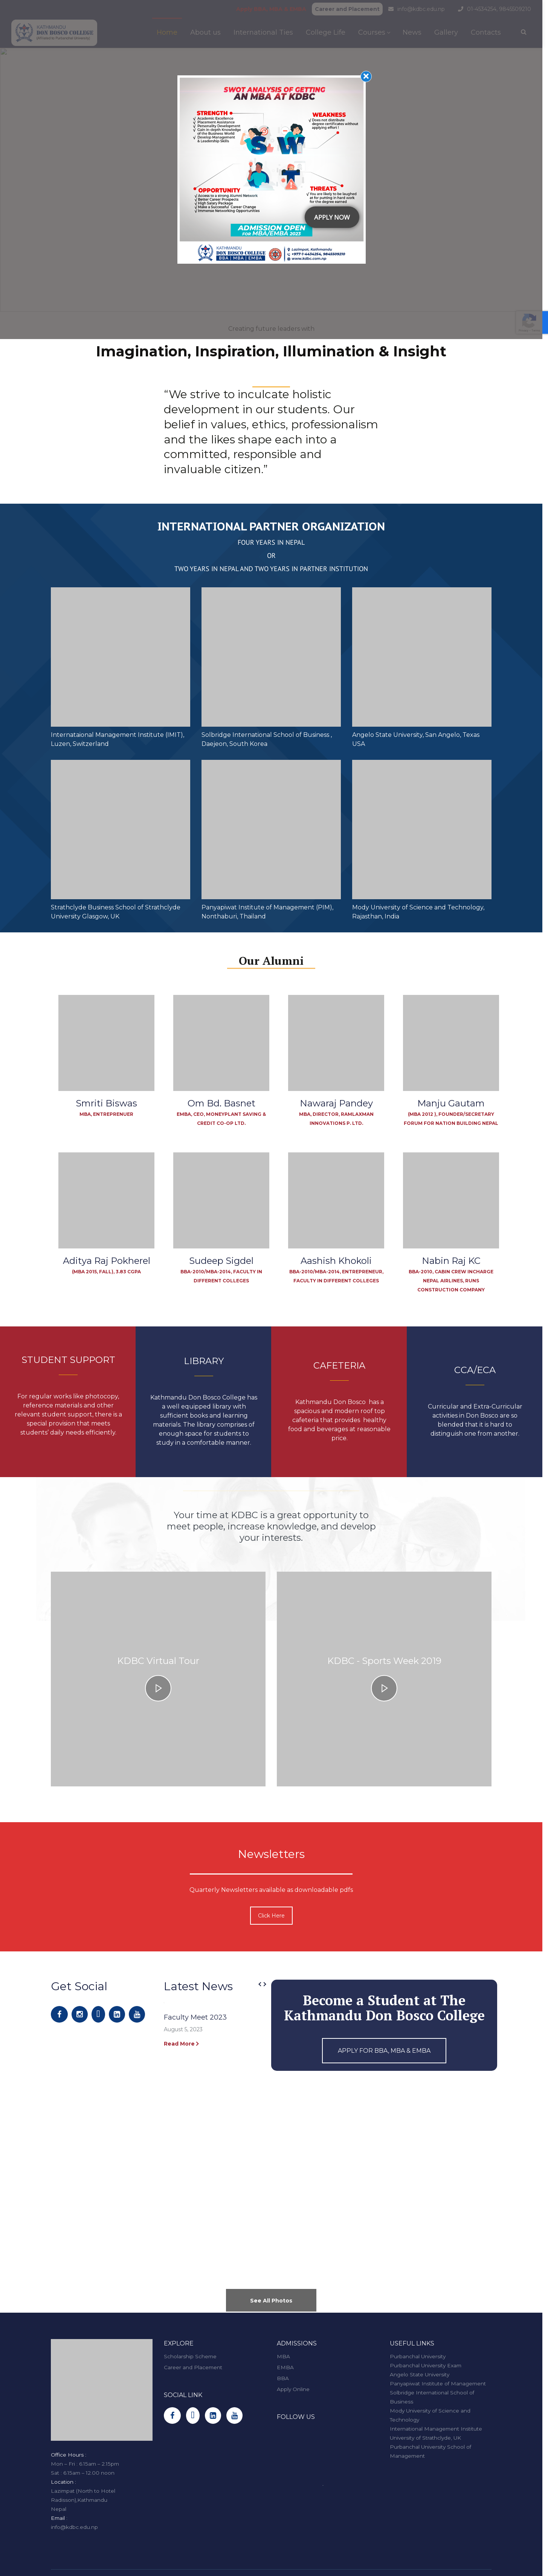 Career and Placement
info@kdbc.edu.np
KATHMANDU
DON BOSCO COLLEGE
Home
About us
International Ties
College Life
Courses
News
Gallery
Contacts
SWOT ANALYSIS OF GETTING
AN MBA AT KDBC
STRENGTH
Placement Assistance
Personality Development
Gain in-depth knowledge
of the Business World
Develop Management
& Leadership Skills
WEAKNESS
Does not guarantee
degree without
applying effort !
OPPORTUNITY
Access to a strong Alumni Network
Better Career Prospects
High Salary Package
Make a Successful Career Change
Immense Networking Opportunities
THREATS
You are likely to be laughed
at for putting in hard work
for the degree earned
APPLY NOW
ADMISSION OPEN
FOR MBA/EMBA 2023
KATHMANDU
DON BOSCO COLLEGE
BBA | MBA | EMBA
Lazimpat, Kathmandu
www.kdbc.com.np
Creating future leaders with
Imagination, Inspiration, Illumination & Insight
“We strive to inculcate holistic
development in our students. Our
belief in values, ethics, professionalism
and the likes shape each into a
committed, responsible and
invaluable citizen.”
INTERNATIONAL PARTNER ORGANIZATION
FOUR YEARS IN NEPAL
OR
TWO YEARS IN NEPAL AND TWO YEARS IN PARTNER INSTITUTION
Internataional Management Institute (IMIT),
Luzen, Switzerland
Solbridge International School of Business ,
Daejeon, South Korea
Angelo State University, San Angelo, Texas
USA
Strathclyde Business School of Strathclyde
University Glasgow, UK
Panyapiwat Institute of Management (PIM),
Nonthaburi, Thailand
Mody University of Science and Technology,
Rajasthan, India
Our Alumni
Smriti Biswas
MBA, ENTREPRENUER
Om Bd. Basnet
EMBA, CEO, MONEYPLANT SAVING &
CREDIT CO-OP LTD.
Nawaraj Pandey
MBA, DIRECTOR, RAMLAXMAN
INNOVATIONS P. LTD.
Manju Gautam
(MBA 2012 ), FOUNDER/SECRETARY
FORUM FOR NATION BUILDING NEPAL
Aditya Raj Pokherel
(MBA 2015, FALL), 3.83 CGPA
Sudeep Sigdel
BBA-2010/MBA-2014, FACULTY IN
DIFFERENT COLLEGES
Aashish Khokoli
BBA-2010/MBA-2014, ENTREPRENEUR,
FACULTY IN DIFFERENT COLLEGES
Nabin Raj KC
BBA-2010, CABIN CREW INCHARGE
NEPAL AIRLINES, RUNS
CONSTRUCTION COMPANY
STUDENT SUPPORT
For regular works like photocopy,
reference materials and other
relevant student support, there is a
special provision that meets
students’ daily needs efficiently.
LIBRARY
Kathmandu Don Bosco College has
a well equipped library with
sufficient books and learning
materials. The library comprises of
enough space for students to
study in a comfortable manner.
CAFETERIA
Kathmandu Don Bosco has a
spacious and modern roof top
cafeteria that provides healthy
food and beverages at reasonable
price.
CCA/ECA
Curricular and Extra-Curricular
activities in Don Bosco are so
blended that it is hard to
distinguish one from another.
Your time at KDBC is a great opportunity to
meet people, increase knowledge, and develop
your interests.
KDBC Virtual Tour
KDBC - Sports Week 2019
Newsletters
Quarterly Newsletters available as downloadable pdfs
Click Here
Get Social
Latest News
Faculty Meet 2023
August 5, 2023
Read More
Become a Student at The
Kathmandu Don Bosco College
APPLY FOR BBA, MBA & EMBA
See All Photos
Office Hours :
Mon – Fri : 6:15am – 2:15pm
Sat : 6:15am – 12:00 noon
Location :
Lazimpat (North to Hotel
Radisson),Kathmandu
Nepal
Email
info@kdbc.edu.np
EXPLORE
Scholarship Scheme
Career and Placement
SOCIAL LINK
ADMISSIONS
MBA
EMBA
BBA
Apply Online
FOLLOW US
USEFUL LINKS
Purbanchal University
Purbanchal University Exam
Angelo State University
Panyapiwat Institute of Management
Solbridge International School of
Business
Mody University of Science and
Technology
International Management Institute
University of Strathclyde, UK
Purbanchal University School of
Management